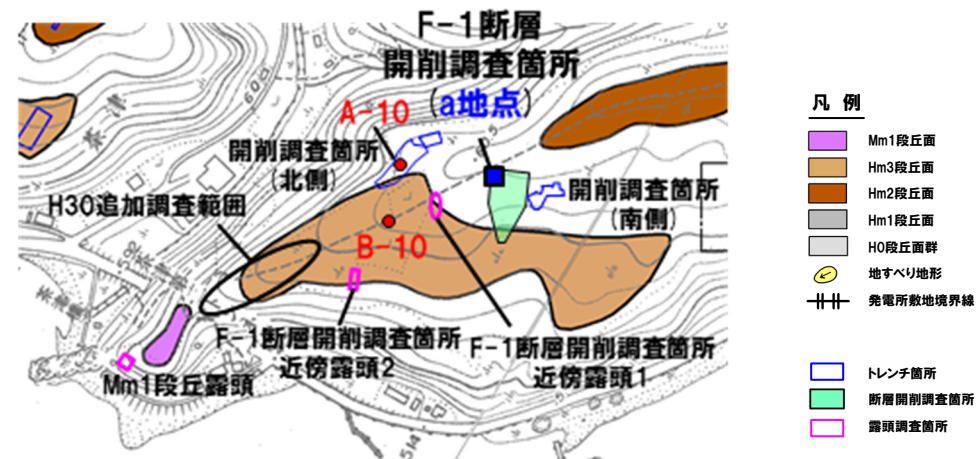 F-1断層
開削調査箇所
(a地点)
A-10
開削調査箇所
(北側)
H30追加調査範囲
開削調査箇所
(南側)
B-10
F-1断層開削調査箇所
近傍露頭2
F-1断層開削調査箇所
近傍露頭1
Mm1段丘露頭
60
凡 例
Mm1段丘面
Hm3段丘面
Hm2段丘面
Hm1段丘面
H0段丘面群
地すべり地形
発電所敷地境界線
トレンチ箇所
断層開削調査箇所
露頭調査箇所